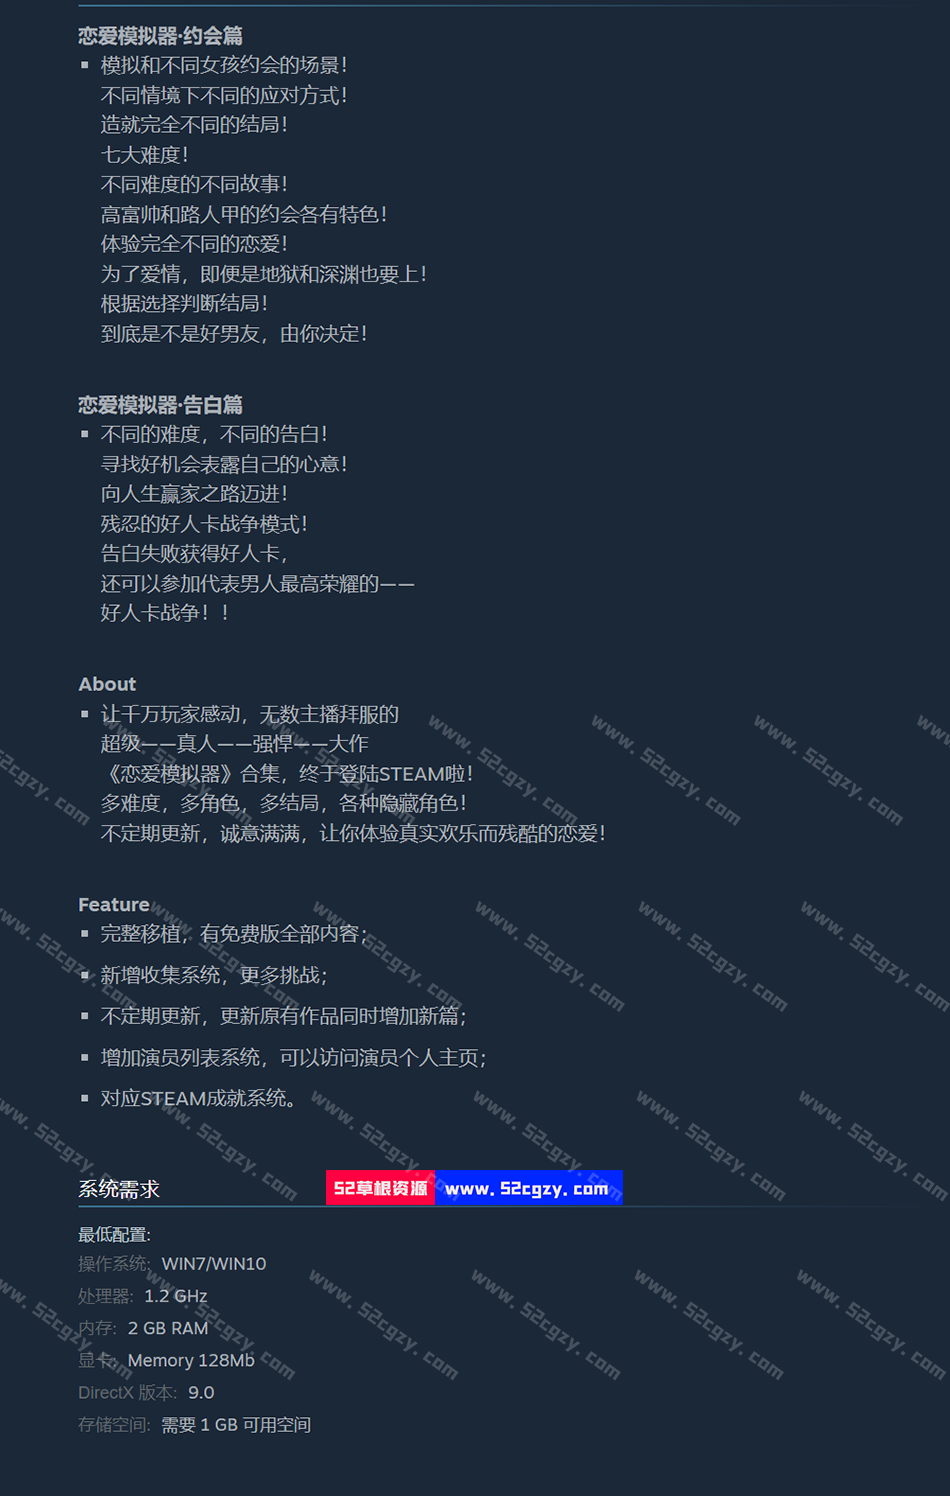 恋爱模拟器·约会篇
模拟和不同女孩约会的场景！
不同情境下不同的应对方式！
造就完全不同的结局！
七大难度！
不同难度的不同故事！
高富帅和路人甲的约会各有特色！
体验完全不同的恋爱！
为了爱情，即便是地狱和深渊也要上！
根据选择判断结局！
到底是不是好男友，由你决定！
恋爱模拟器·告白篇
不同的难度，不同的告白！
寻找好机会表露自己的心意！
向人生赢家之路迈进！
残忍的好人卡战争模式！
告白失败获得好人卡，
还可以参加代表男人最高荣耀的——
好人卡战争！！
About
让千万玩家感动，无数主播拜服的
超级——真人——强悍——大作
《恋爱模拟器》合集，终于登陆STEAM啦！
多难度，多角色，多结局，各种隐藏角色！
不定期更新，诚意满满，让你体验真实欢乐而残酷的恋爱！
Feature
完整移植，有免费版全部内容；
新增收集系统，更多挑战；
不定期更新，更新原有作品同时增加新篇；
增加演员列表系统，可以访问演员个人主页；
对应STEAM成就系统。
系统需求
52草根资源 www.52cgzy.com
最低配置:
操作系统: WIN7/WIN10
处理器: 1.2 GHz
内存: 2 GB RAM
显卡: Memory 128Mb
DirectX 版本: 9.0
存储空间: 需要 1 GB 可用空间